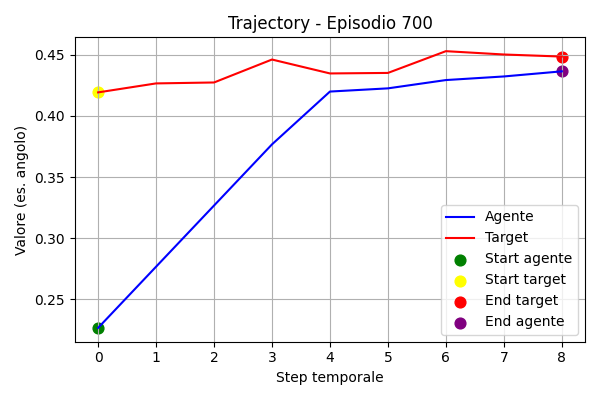 Trajectory - Episodio 700
Valore (es. angolo)
0.45
0.40
0.35
0.30
0.25
0 1 2 3 4 5 6 7 8
Step temporale
Agente
Target
Start agente
Start target
End target
End agente